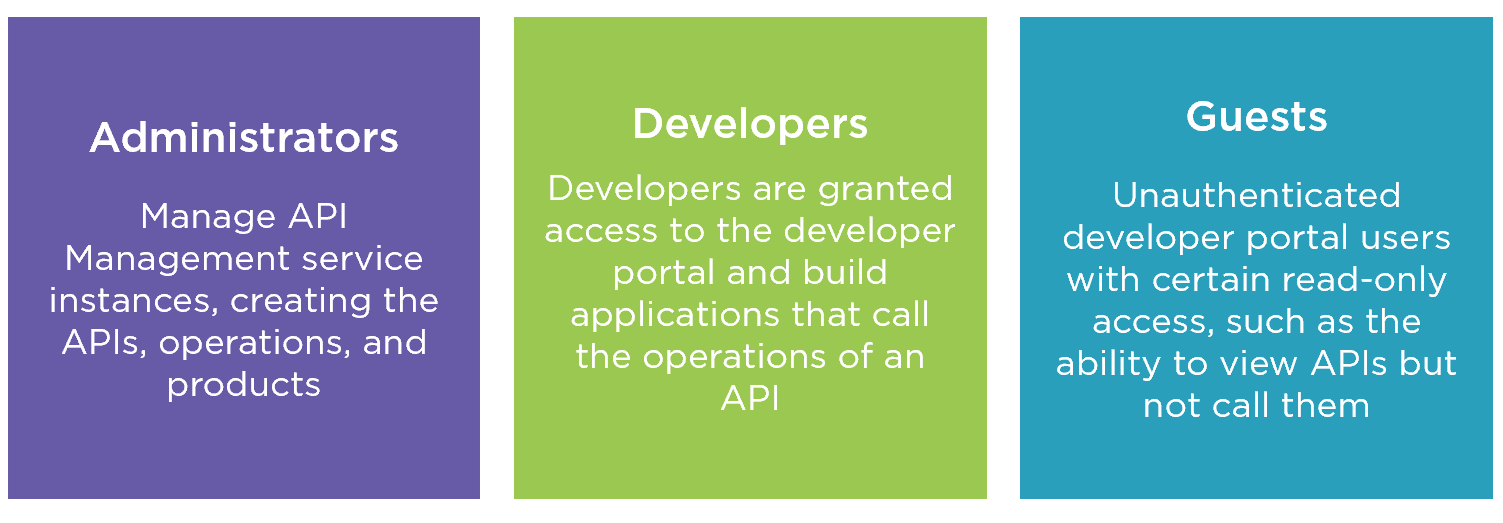 Administrators
Manage API
Management service
instances, creating the
APIs, operations, and
products
Developers
Developers are granted
access to the developer
portal and build
applications that call
the operations of an
API
Guests
Unauthenticated
developer portal users
with certain read-only
access, such as the
ability to view APIs but
not call them